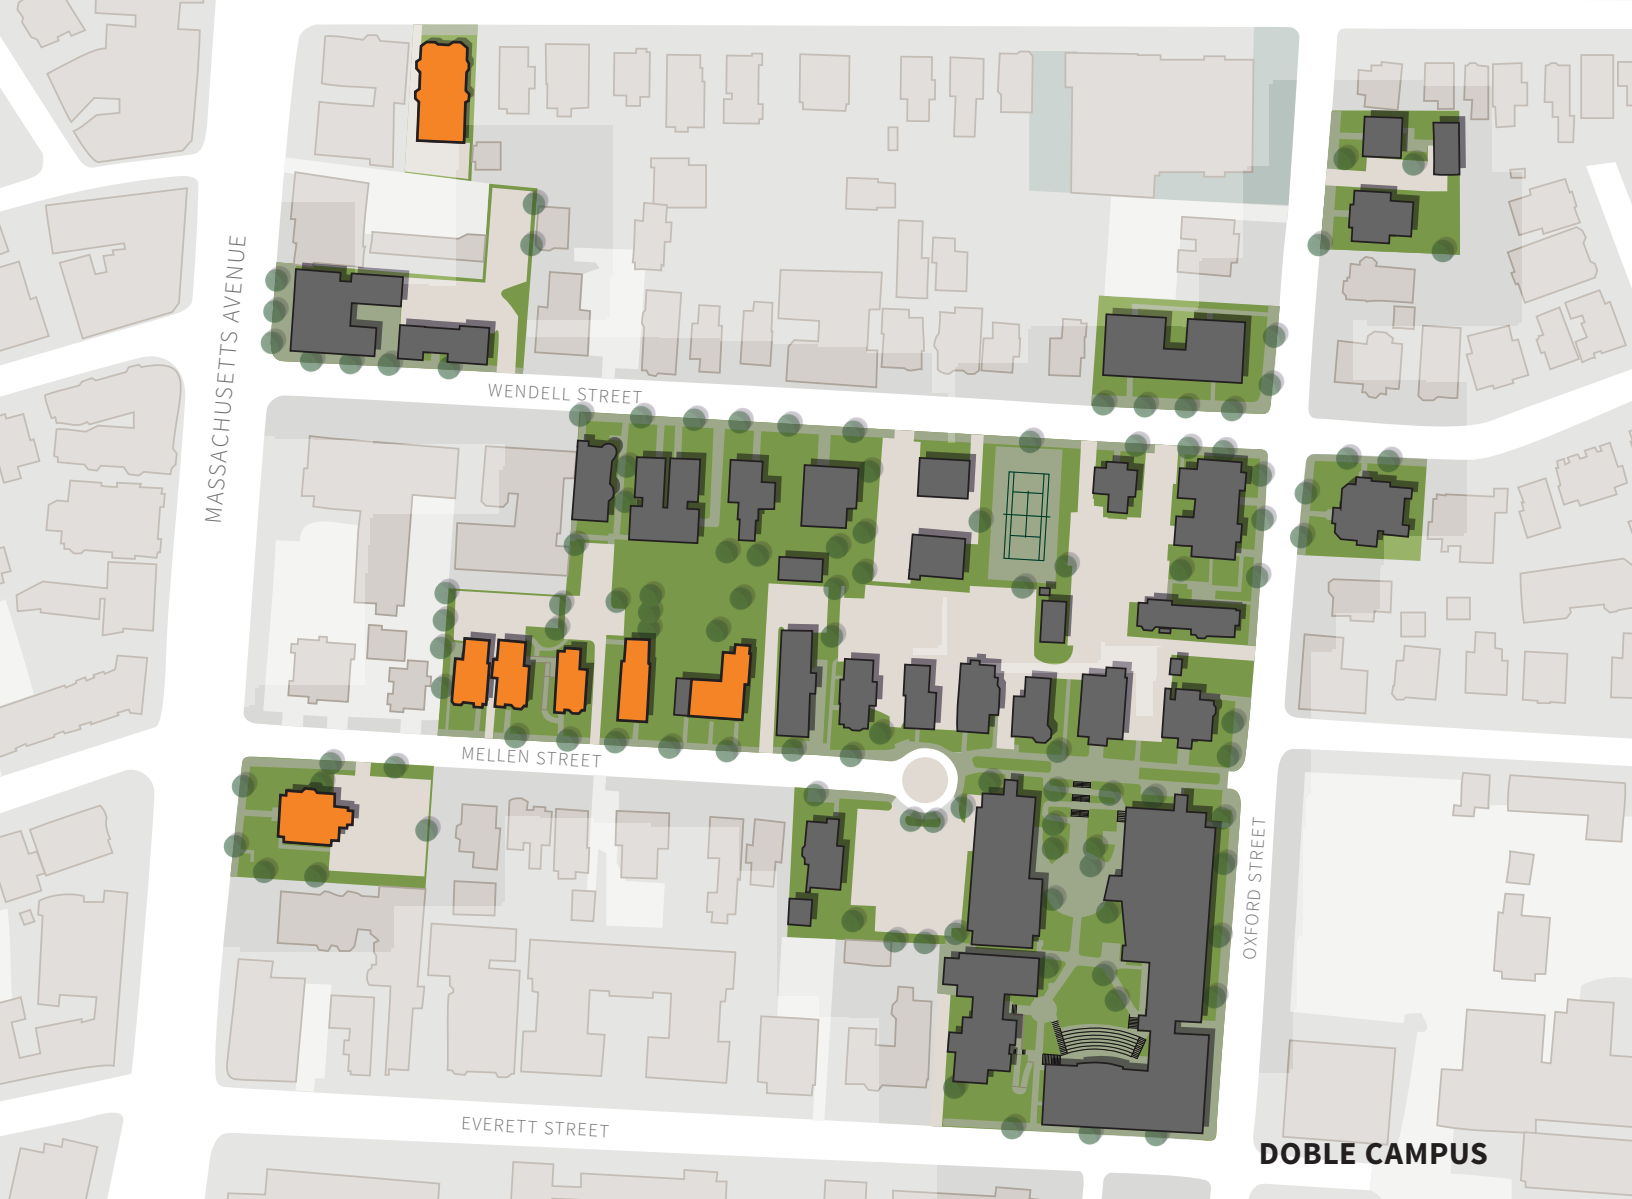 MASSACHUSETTS AVENUE
WENDELL STREET
MELLEN STREET
OXFORD STREET
EVERETT STREET
DOBLE CAMPUS